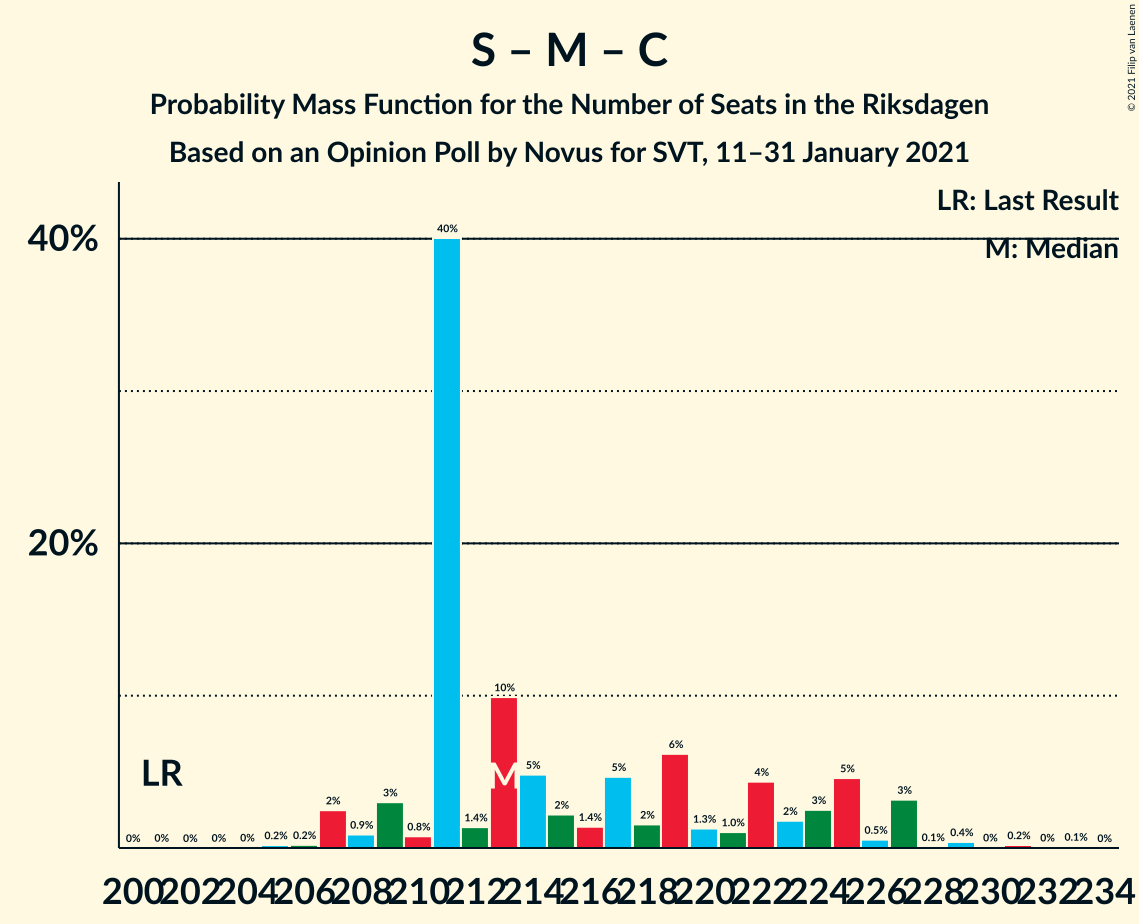 © 2021 Filip van Laenen
S – M – C
Probability Mass Function for the Number of Seats in the Riksdagen
Based on an Opinion Poll by Novus for SVT, 11–31 January 2021
LR: Last Result
M: Median
40%
20%
LR
M
0% 0% 0% 0% 0% 0.2% 0.2% 2% 0.9% 3% 0.8% 40% 1.4% 10% 5% 2% 1.4% 5% 2% 6% 1.3% 1.0% 4% 2% 3% 5% 0.5% 3% 0.1% 0.4% 0% 0.2% 0% 0.1% 0%
200 202 204 206 208 210 212 214 216 218 220 222 224 226 228 230 232 234